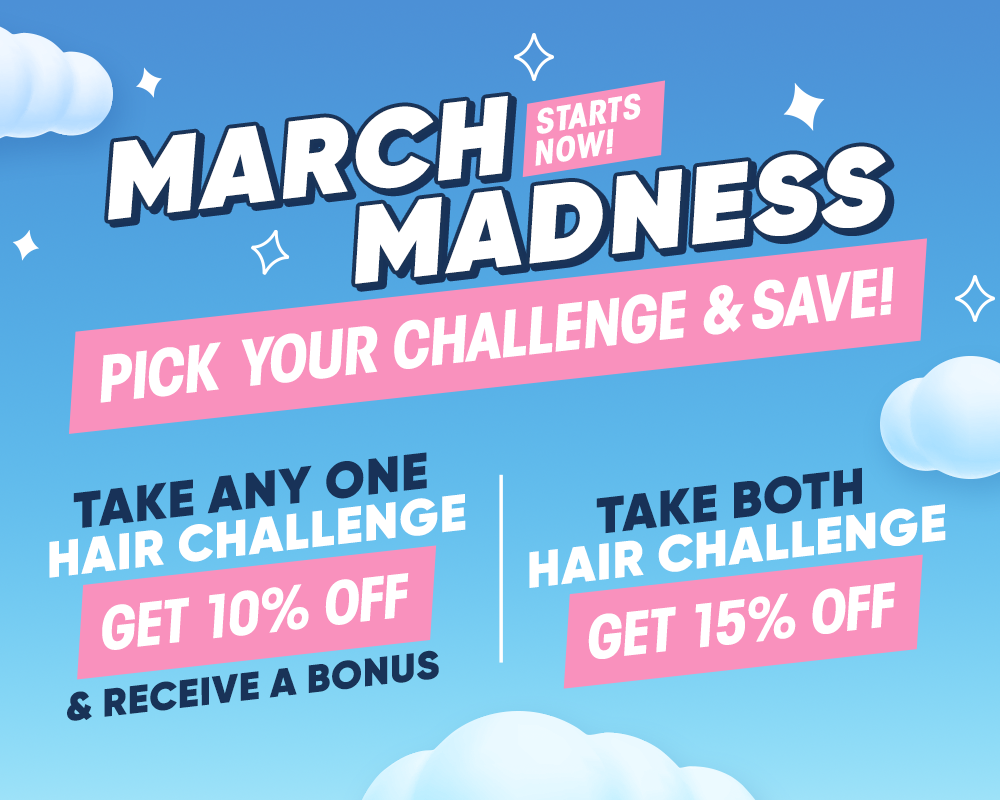 MARCH
STARTS
NOW!
MADNESS
PICK YOUR CHALLENGE & SAVE!
TAKE ANY ONE
HAIR CHALLENGE
GET 10% OFF
& RECEIVE A BONUS
TAKE BOTH
HAIR CHALLENGE
GET 15% OFF